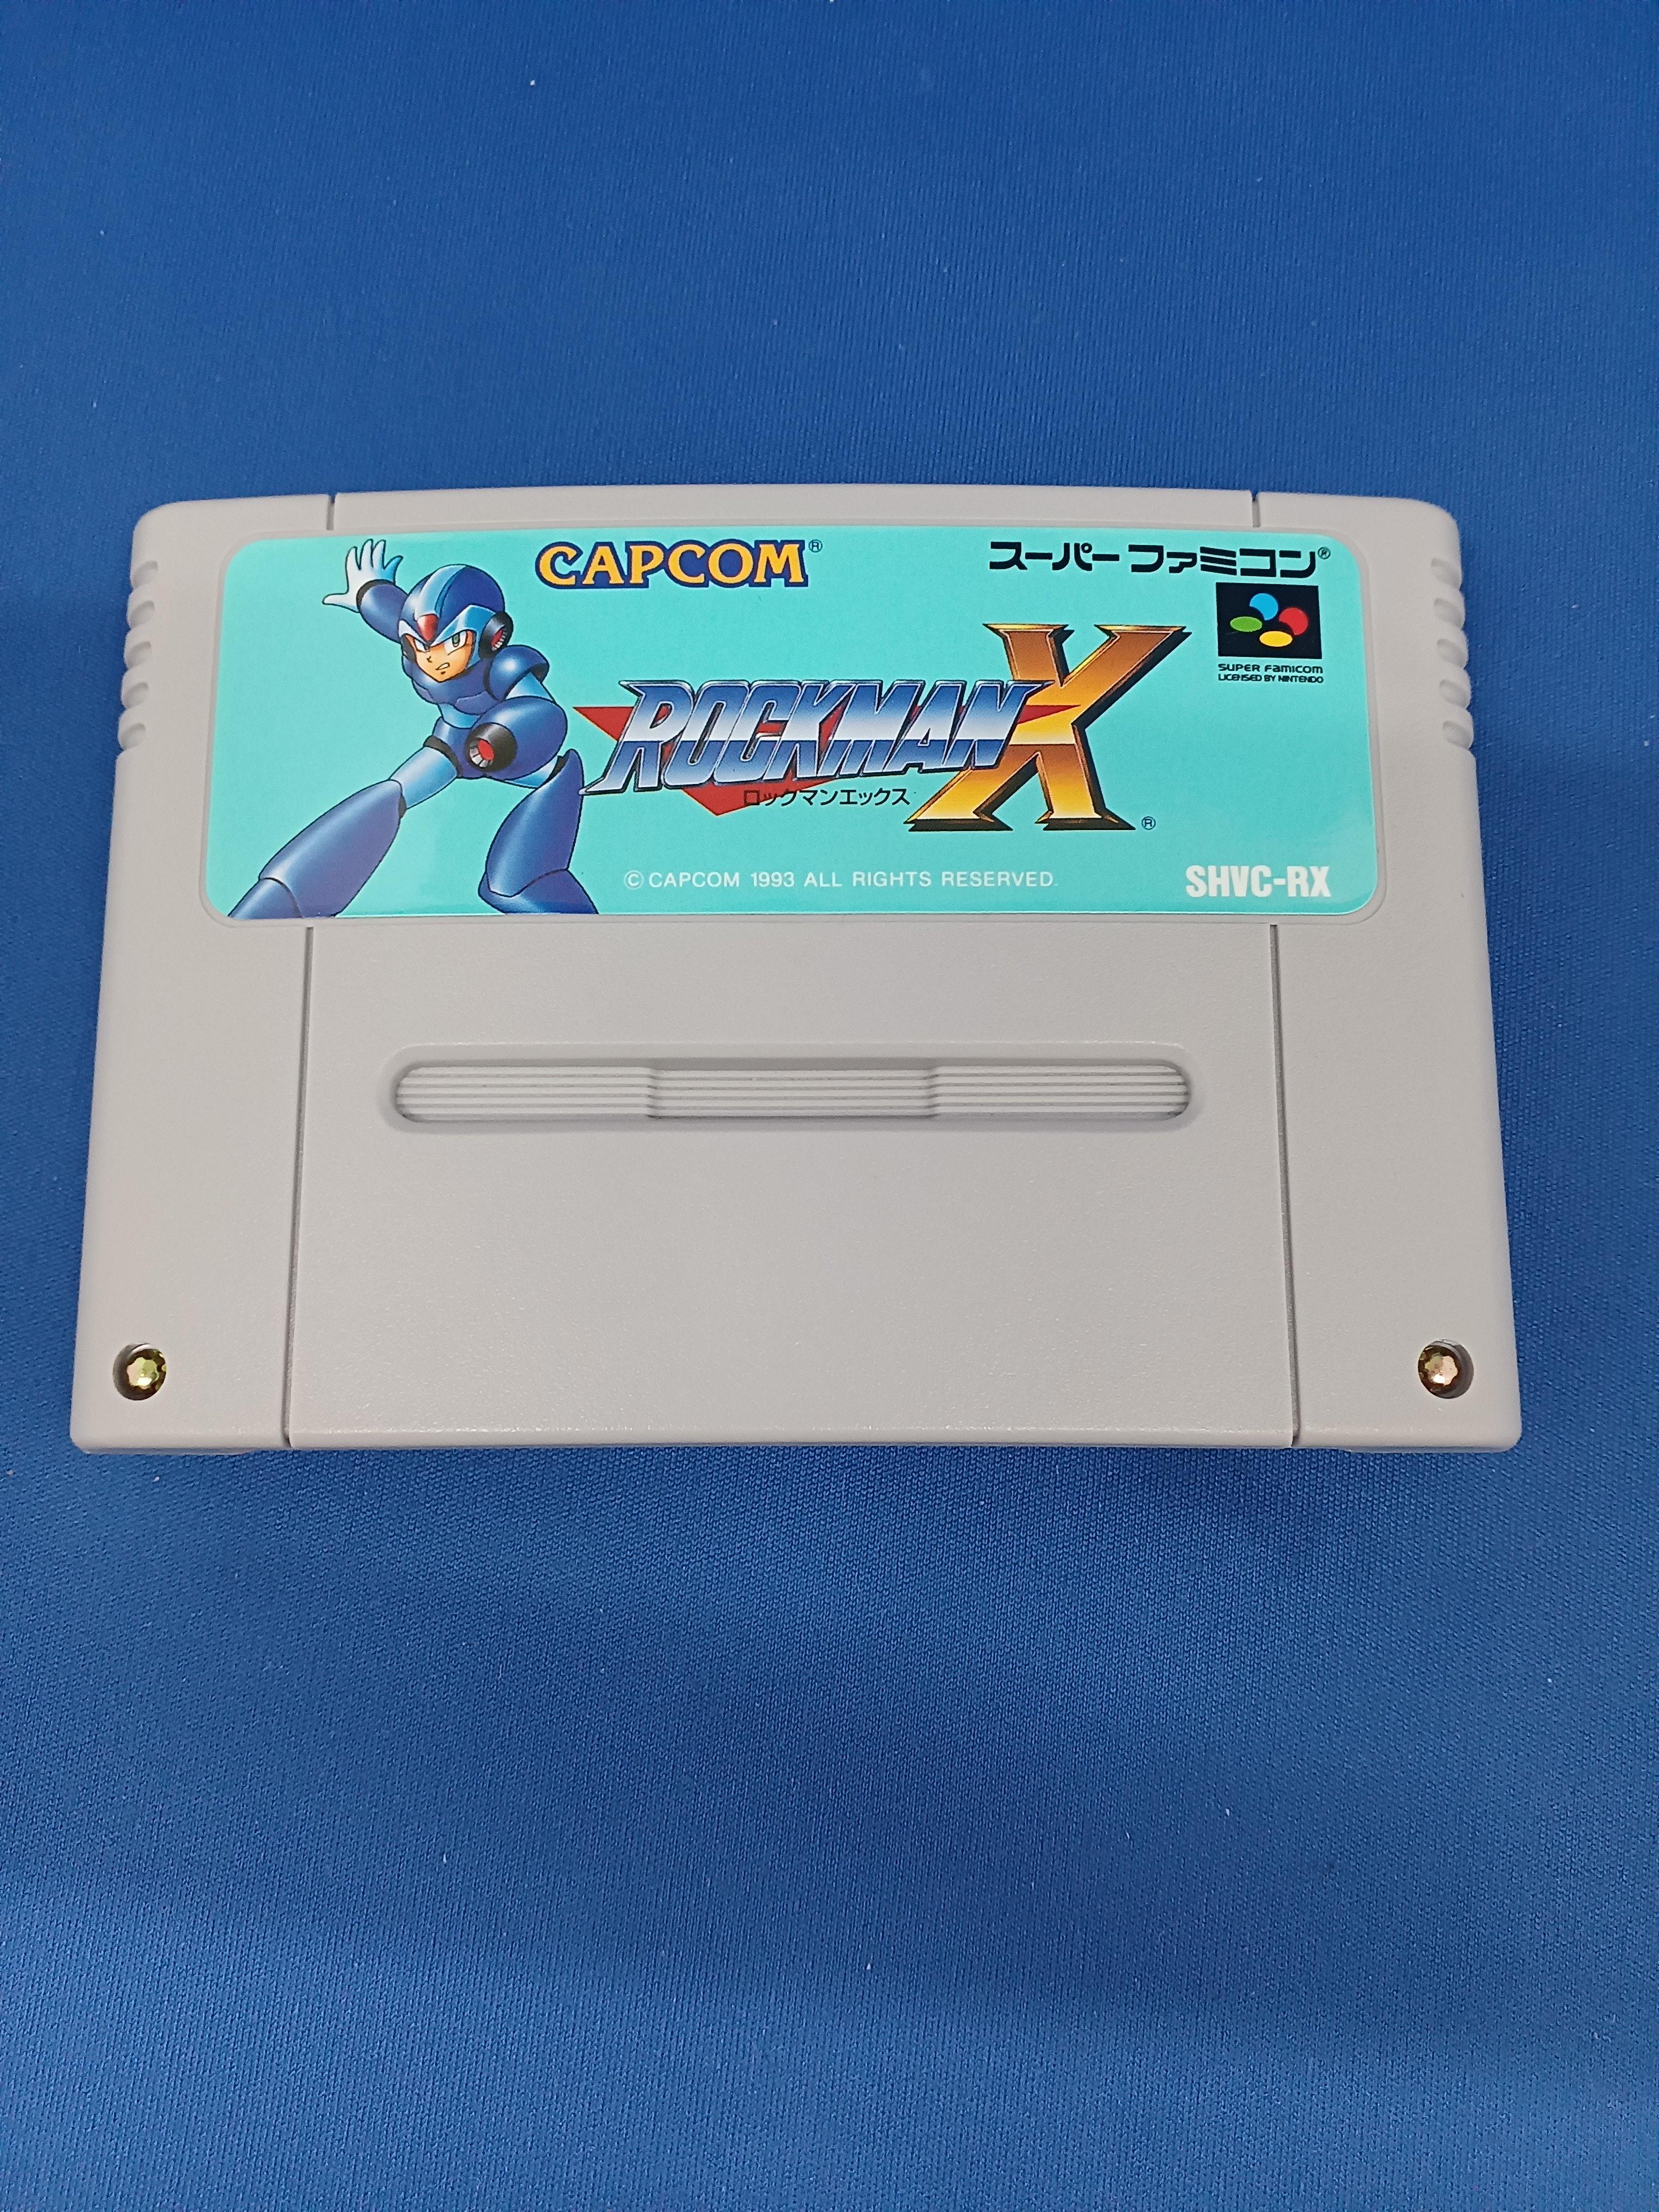 CAPCOM®
スーパーファミコン®
SUPER FAMICOM
LICENSED BY NINTENDO
ROCKMAN X®
ロックマンエックス
© CAPCOM 1993 ALL RIGHTS RESERVED.
SHVC-RX